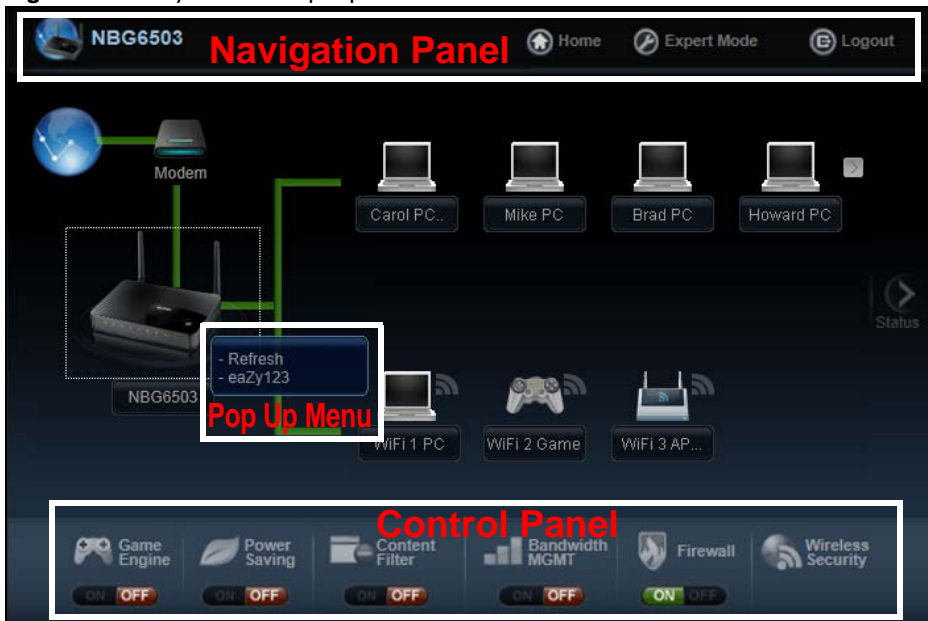 NBG6503
Navigation Panel
Home
Expert Mode
Logout
Modem
Carol PC..
Mike PC
Brad PC
Howard PC
Status
- Refresh
- eaZy123
NBG6503
Pop Up Menu
WiFi 1 PC
WiFi 2 Game
WiFi 3 AP...
Control Panel
Game
Engine
Power
Saving
Content
Filter
Bandwidth
MGMT
Firewall
Wireless
Security
ON OFF
ON OFF
ON OFF
ON OFF
ON OFF